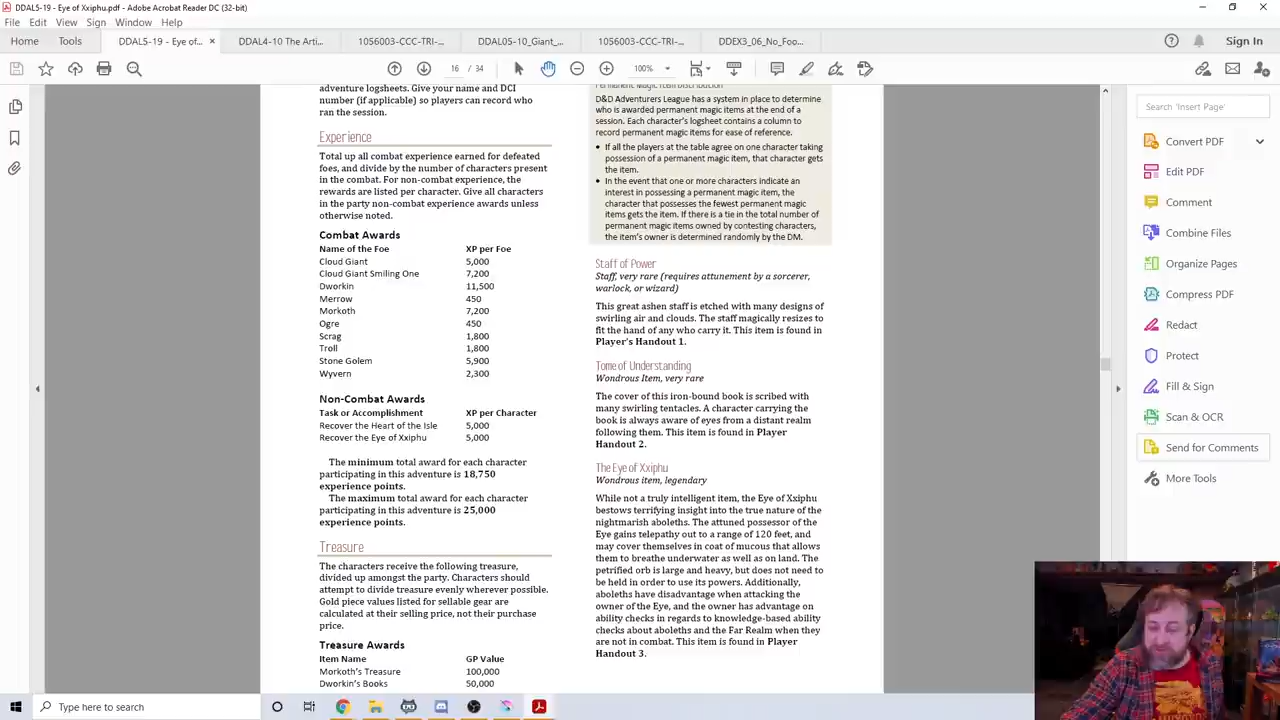 DDAL5-19 - Eye of Xxiphu.pdf - Adobe Acrobat Reader DC (32-bit)
File Edit View Sign Window Help
Home Tools DDAL5-19 - Eye of... × DDAL4-10 The Arti... 1056003-CCC-TRI-... DDAL05-10_Giant_... 1056003-CCC-TRI-... DDEX3_06_No_Foo... Sign In
16 / 34 100%
adventure logsheets. Give your name and DCI
number (if applicable) so players can record who
ran the session.
Experience
Total up all combat experience earned for defeated
foes, and divide by the number of characters present
in the combat. For non-combat experience, the
rewards are listed per character. Give all characters
in the party non-combat experience awards unless
otherwise noted.
Combat Awards
Name of the Foe XP per Foe
Cloud Giant 5,000
Cloud Giant Smiling One 7,200
Dworkin 11,500
Merrow 450
Morkoth 7,200
Ogre 450
Scrag 1,800
Troll 1,800
Stone Golem 5,900
Wyvern 2,300
Non-Combat Awards
Task or Accomplishment XP per Character
Recover the Heart of the Isle 5,000
Recover the Eye of Xxiphu 5,000
The minimum total award for each character
participating in this adventure is 18,750
experience points.
The maximum total award for each character
participating in this adventure is 25,000
experience points.
Treasure
The characters receive the following treasure,
divided up amongst the party. Characters should
attempt to divide treasure evenly wherever possible.
Gold piece values listed for sellable gear are
calculated at their selling price, not their purchase
price.
Treasure Awards
Item Name GP Value
Morkoth's Treasure 100,000
Dworkin's Books 50,000
Permanent Magic Item Distribution
D&D Adventurers League has a system in place to determine
who is awarded permanent magic items at the end of a
session. Each character's logsheet contains a column to
record permanent magic items for ease of reference.
• If all the players at the table agree on one character taking
possession of a permanent magic item, that character gets
the item.
• In the event that one or more characters indicate an
interest in possessing a permanent magic item, the
character that possesses the fewest permanent magic
items gets the item. If there is a tie in the total number of
permanent magic items owned by contesting characters,
the item's owner is determined randomly by the DM.
Staff of Power
Staff, very rare (requires attunement by a sorcerer,
warlock, or wizard)
This great ashen staff is etched with many designs of
swirling air and clouds. The staff magically resizes to
fit the hand of any who carry it. This item is found in
Player's Handout 1.
Tome of Understanding
Wondrous Item, very rare
The cover of this iron-bound book is scribed with
many swirling tentacles. A character carrying the
book is always aware of eyes from a distant realm
following them. This item is found in Player
Handout 2.
The Eye of Xxiphu
Wondrous item, legendary
While not a truly intelligent item, the Eye of Xxiphu
bestows terrifying insight into the true nature of the
nightmarish aboleths. The attuned possessor of the
Eye gains telepathy out to a range of 120 feet, and
may cover themselves in coat of mucous that allows
them to breathe underwater as well as on land. The
petrified orb is large and heavy, but does not need to
be held in order to use its powers. Additionally,
aboleths have disadvantage when attacking the
owner of the Eye, and the owner has advantage on
ability checks in regards to knowledge-based ability
checks about aboleths and the Far Realm when they
are not in combat. This item is found in Player
Handout 3.
Search 'Insert Page'
Convert PDF
Edit PDF
Comment
Combine Files
Organize Pages
Compress PDF
Redact
Protect
Fill & Sign
Scan & OCR
Send for Comments
More Tools
Type here to search